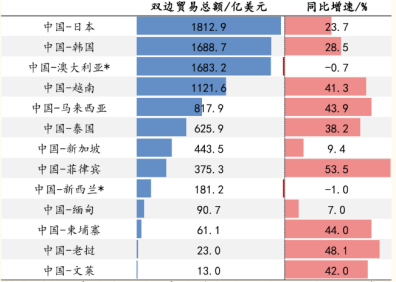 双边贸易总额/亿美元 同比增速/%
中国-日本 1812.9 23.7
中国-韩国 1688.7 28.5
中国-澳大利亚* 1683.2 -0.7
中国-越南 1121.6 41.3
中国-马来西亚 817.9 43.9
中国-泰国 625.9 38.2
中国-新加坡 443.5 9.4
中国-菲律宾 375.3 53.5
中国-新西兰* 181.2 -1.0
中国-缅甸 90.7 7.0
中国-柬埔寨 61.1 44.0
中国-老挝 23.0 48.1
中国-文莱 13.0 42.0